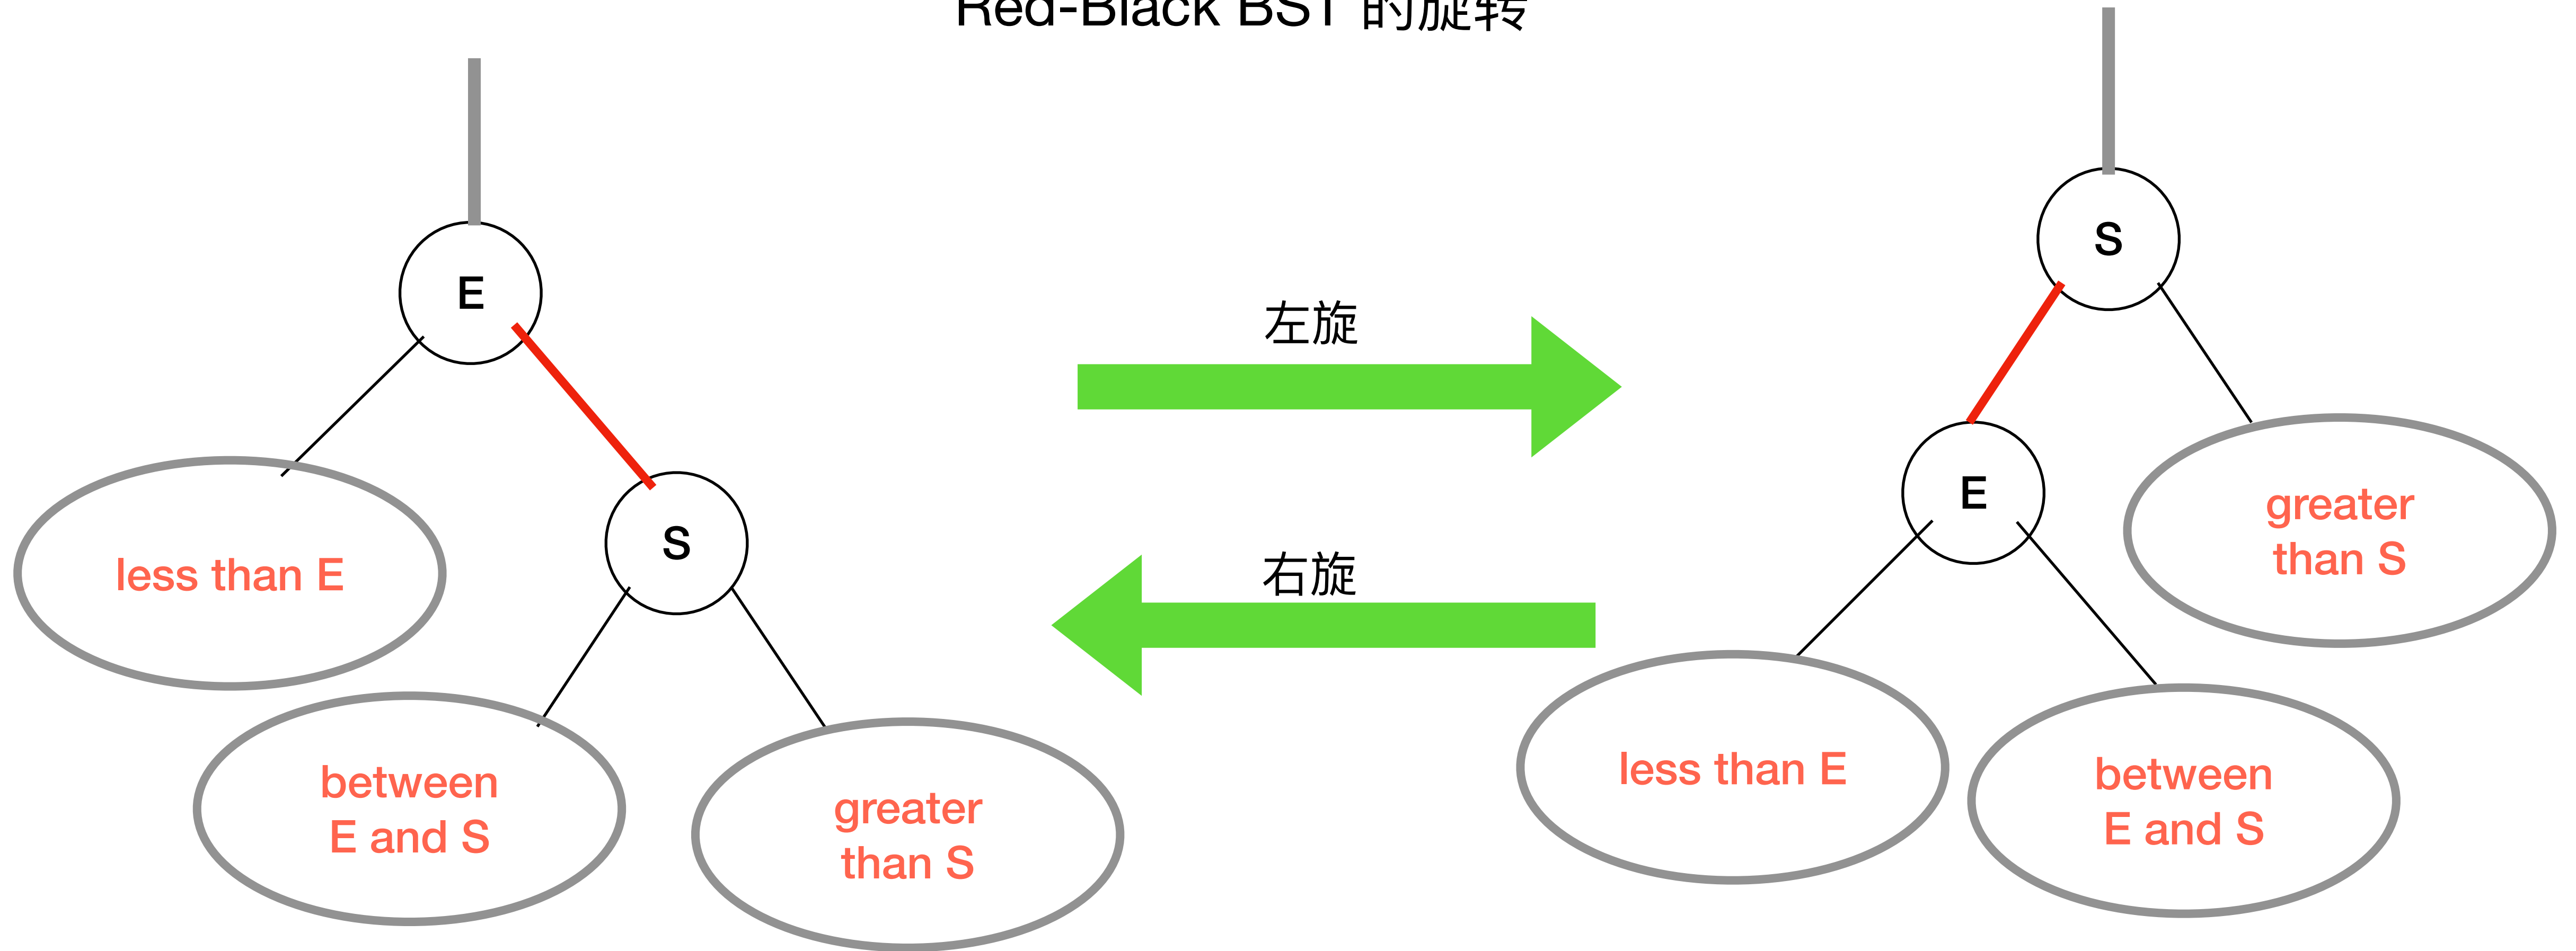 Red-Black BST 的旋转
E
S
less than E
between
E and S
greater
than S
左旋
右旋
S
E
greater
than S
less than E
between
E and S